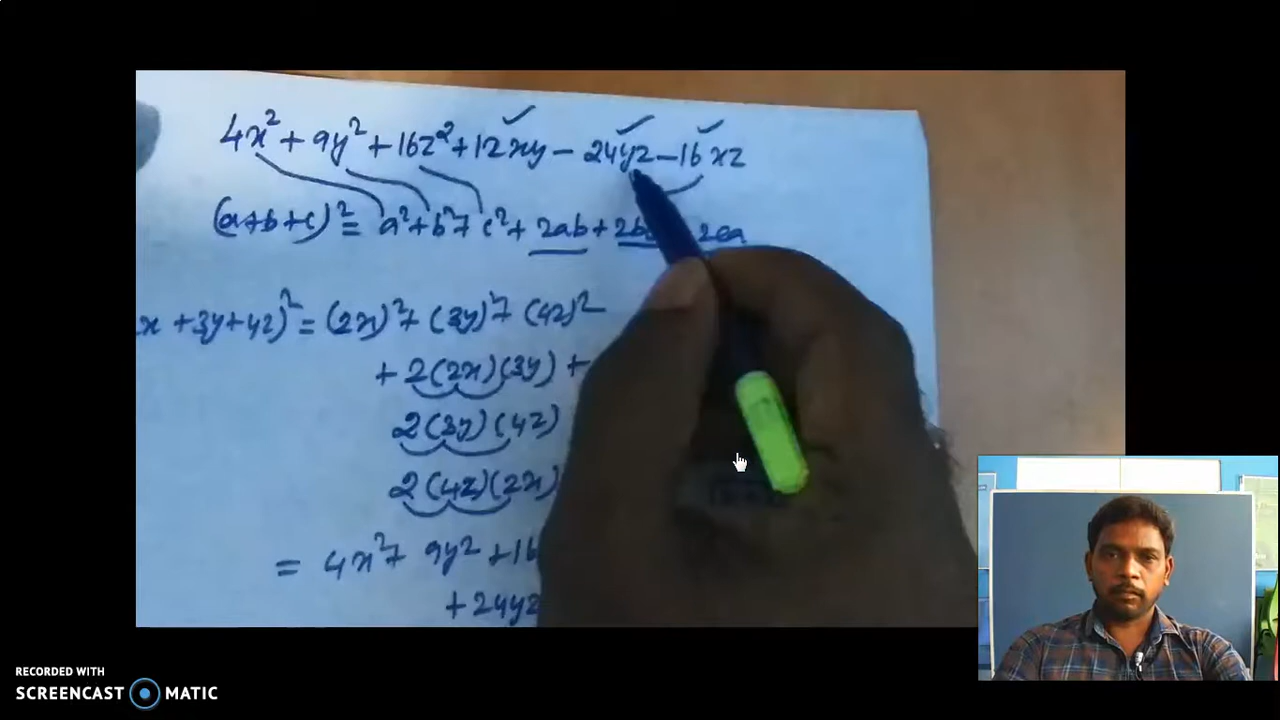 4x² + 9y² + 16z² + 12xy - 24yz - 16xz
(a+b+c)² = a² + b² + c² + 2ab + 2b 2ca
x + 3y + 4z)² = (2x)² + (3y)² + (4z)²
+ 2(2x)(3y) +
2(3y)(4z)
2(4z)(2x)
= 4x² + 9y² + 16
+ 24yz
RECORDED WITH
SCREENCAST MATIC